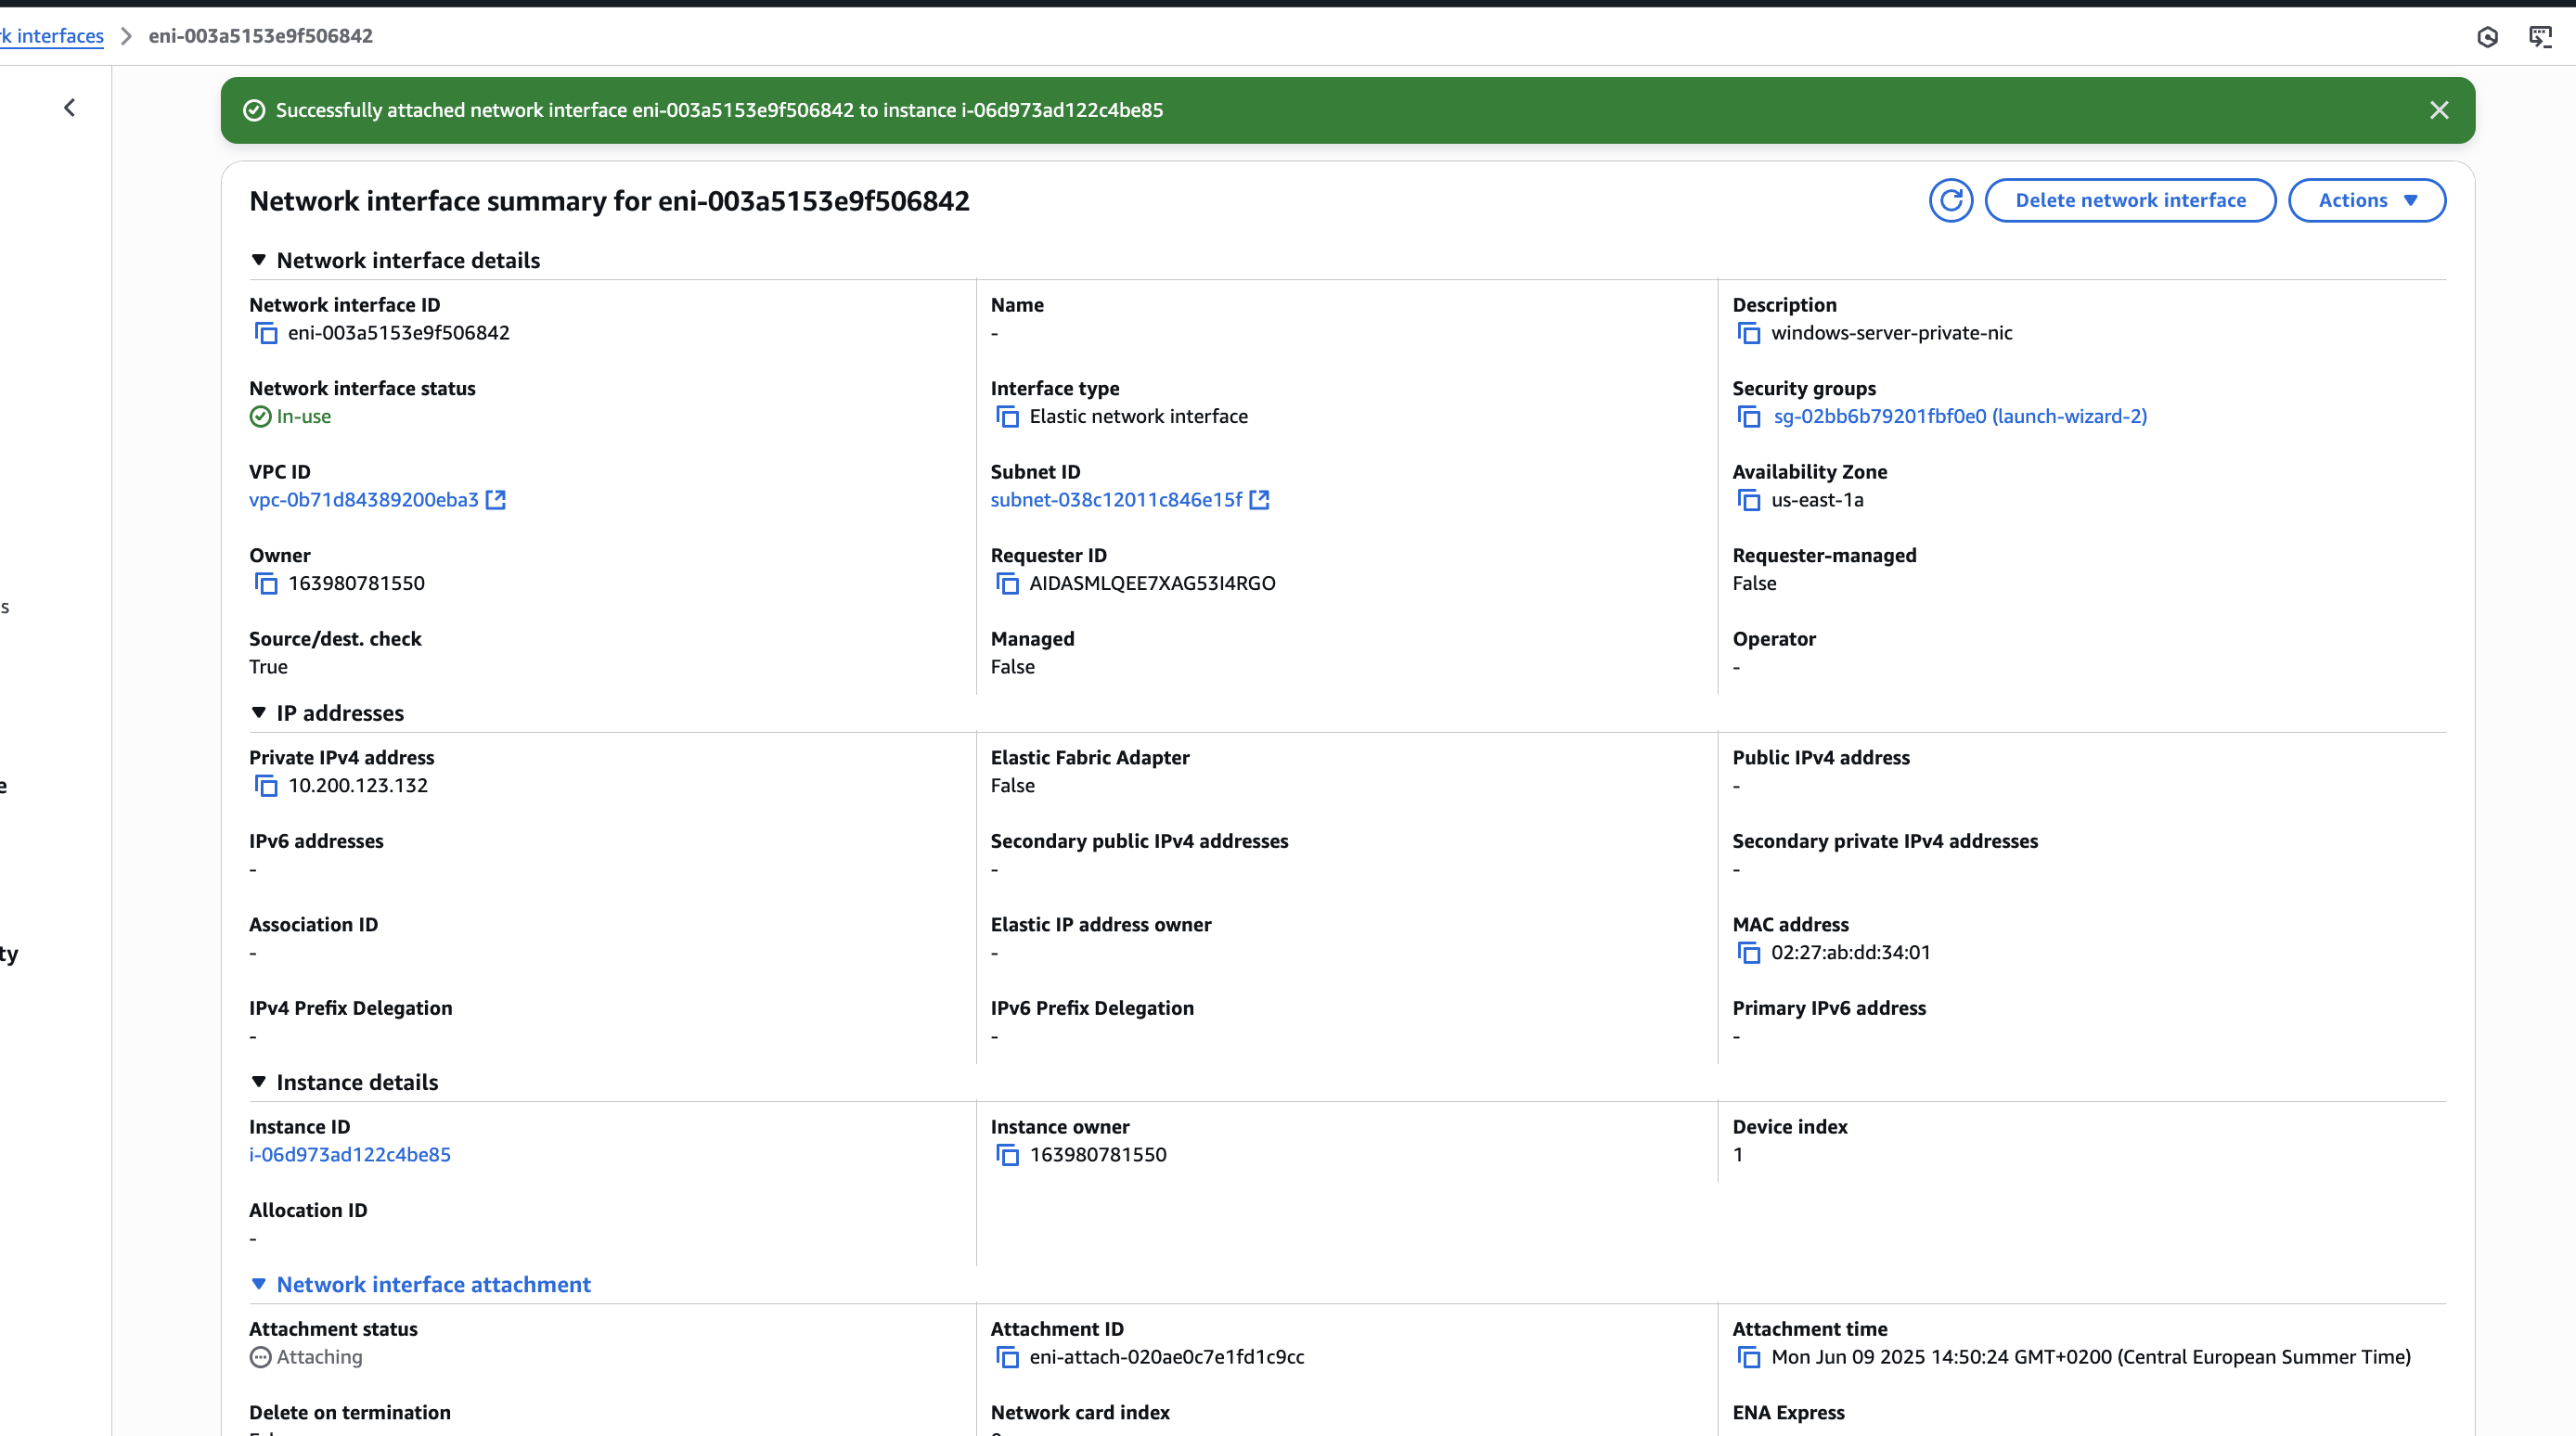 k interfaces > eni-003a5153e9f506842
Successfully attached network interface eni-003a5153e9f506842 to instance i-06d973ad122c4be85
Network interface summary for eni-003a5153e9f506842
Delete network interface
Actions
Network interface details
Network interface ID
eni-003a5153e9f506842
Name
-
Description
windows-server-private-nic
Network interface status
In-use
Interface type
Elastic network interface
Security groups
sg-02bb6b79201fbf0e0 (launch-wizard-2)
VPC ID
vpc-0b71d84389200eba3
Subnet ID
subnet-038c12011c846e15f
Availability Zone
us-east-1a
Owner
163980781550
Requester ID
AIDASMLQEE7XAG53I4RGO
Requester-managed
False
s
Source/dest. check
True
Managed
False
Operator
-
IP addresses
Private IPv4 address
10.200.123.132
Elastic Fabric Adapter
False
Public IPv4 address
-
e
IPv6 addresses
-
Secondary public IPv4 addresses
-
Secondary private IPv4 addresses
-
Association ID
-
Elastic IP address owner
-
MAC address
02:27:ab:dd:34:01
ty
IPv4 Prefix Delegation
-
IPv6 Prefix Delegation
-
Primary IPv6 address
-
Instance details
Instance ID
i-06d973ad122c4be85
Instance owner
163980781550
Device index
1
Allocation ID
-
Network interface attachment
Attachment status
Attaching
Attachment ID
eni-attach-020ae0c7e1fd1c9cc
Attachment time
Mon Jun 09 2025 14:50:24 GMT+0200 (Central European Summer Time)
Delete on termination
Network card index
ENA Express